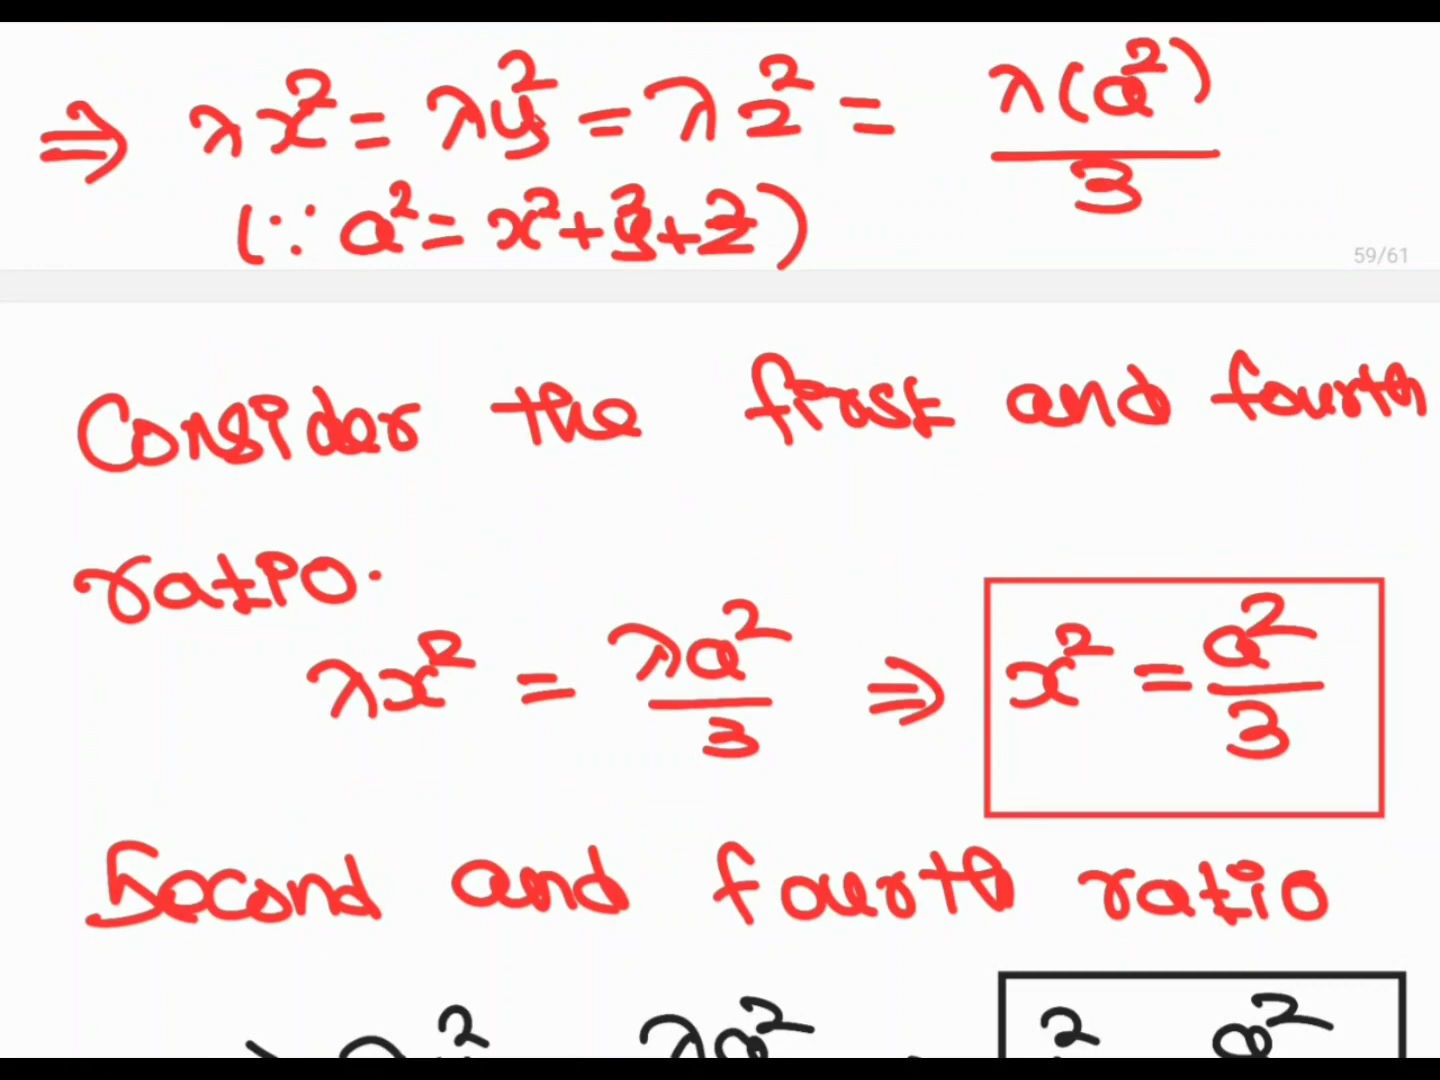 ⇒ λx² = λy² = λz² = λ(a²)/3
(∵ a² = x²+y²+z²)
59/61
Consider the first and fourth
ratio.
λx² = λa²/3 ⇒ x² = a²/3
Second and fourth ratio